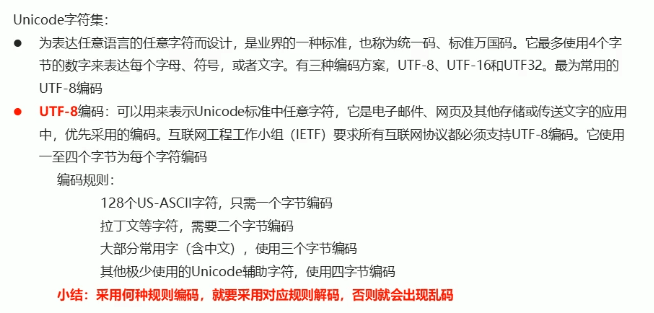 Unicode字符集：
● 为表达任意语言的任意字符而设计，是业界的一种标准，也称为统一码、标准万国码。它最多使用4个字
节的数字来表达每个字母、符号，或者文字。有三种编码方案，UTF-8、UTF-16和UTF32。最为常用的
UTF-8编码
● UTF-8编码：可以用来表示Unicode标准中任意字符，它是电子邮件、网页及其他存储或传送文字的应用
中，优先采用的编码。互联网工程工作小组（IETF）要求所有互联网协议都必须支持UTF-8编码。它使用
一至四个字节为每个字符编码
编码规则：
128个US-ASCII字符，只需一个字节编码
拉丁文等字符，需要二个字节编码
大部分常用字（含中文），使用三个字节编码
其他极少使用的Unicode辅助字符，使用四字节编码
小结：采用何种规则编码，就要采用对应规则解码，否则就会出现乱码